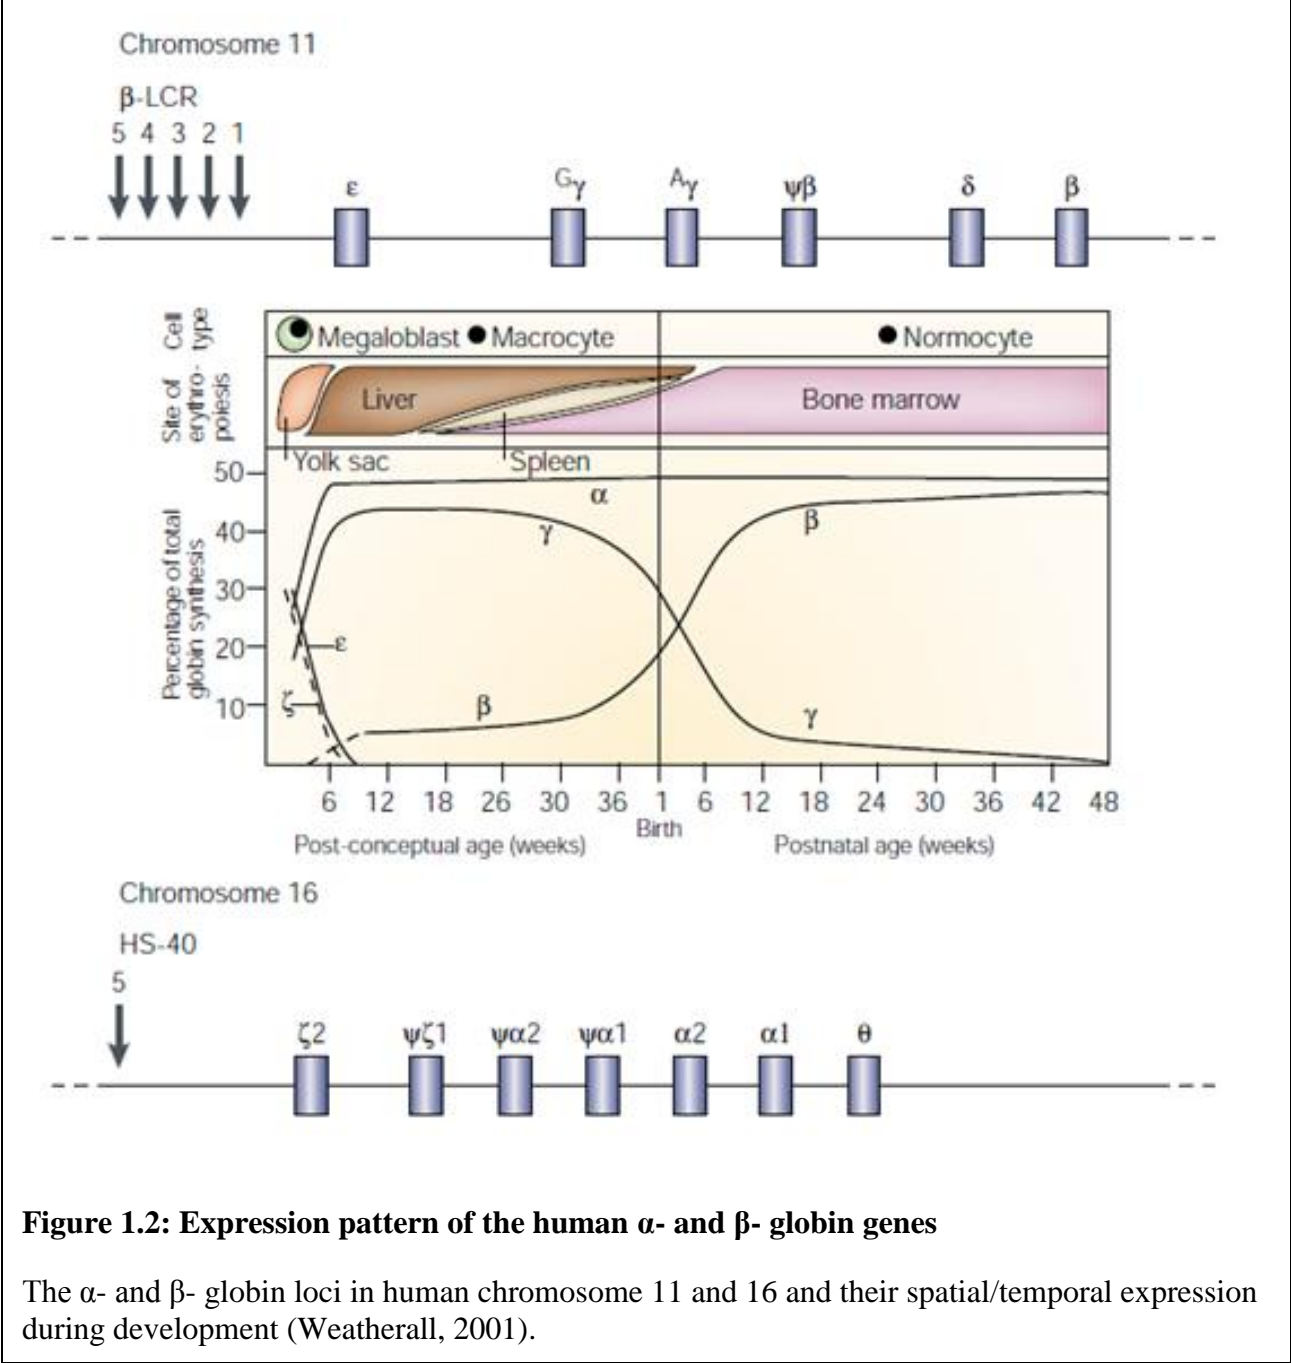 Chromosome 11
β-LCR
5 4 3 2 1
ε Gγ Aγ ψβ δ β
Cell type
Megaloblast Macrocyte Normocyte
Site of erythro-poiesis
Liver Bone marrow
Yolk sac Spleen
Percentage of total globin synthesis
50
40
30
20
10
α
γ
β
ε
ζ
β
γ
6 12 18 26 30 36 1 6 12 18 24 30 36 42 48
Birth
Post-conceptual age (weeks) Postnatal age (weeks)
Chromosome 16
HS-40
5
ζ2 ψζ1 ψα2 ψα1 α2 α1 θ
Figure 1.2: Expression pattern of the human α- and β- globin genes
The α- and β- globin loci in human chromosome 11 and 16 and their spatial/temporal expression
during development (Weatherall, 2001).